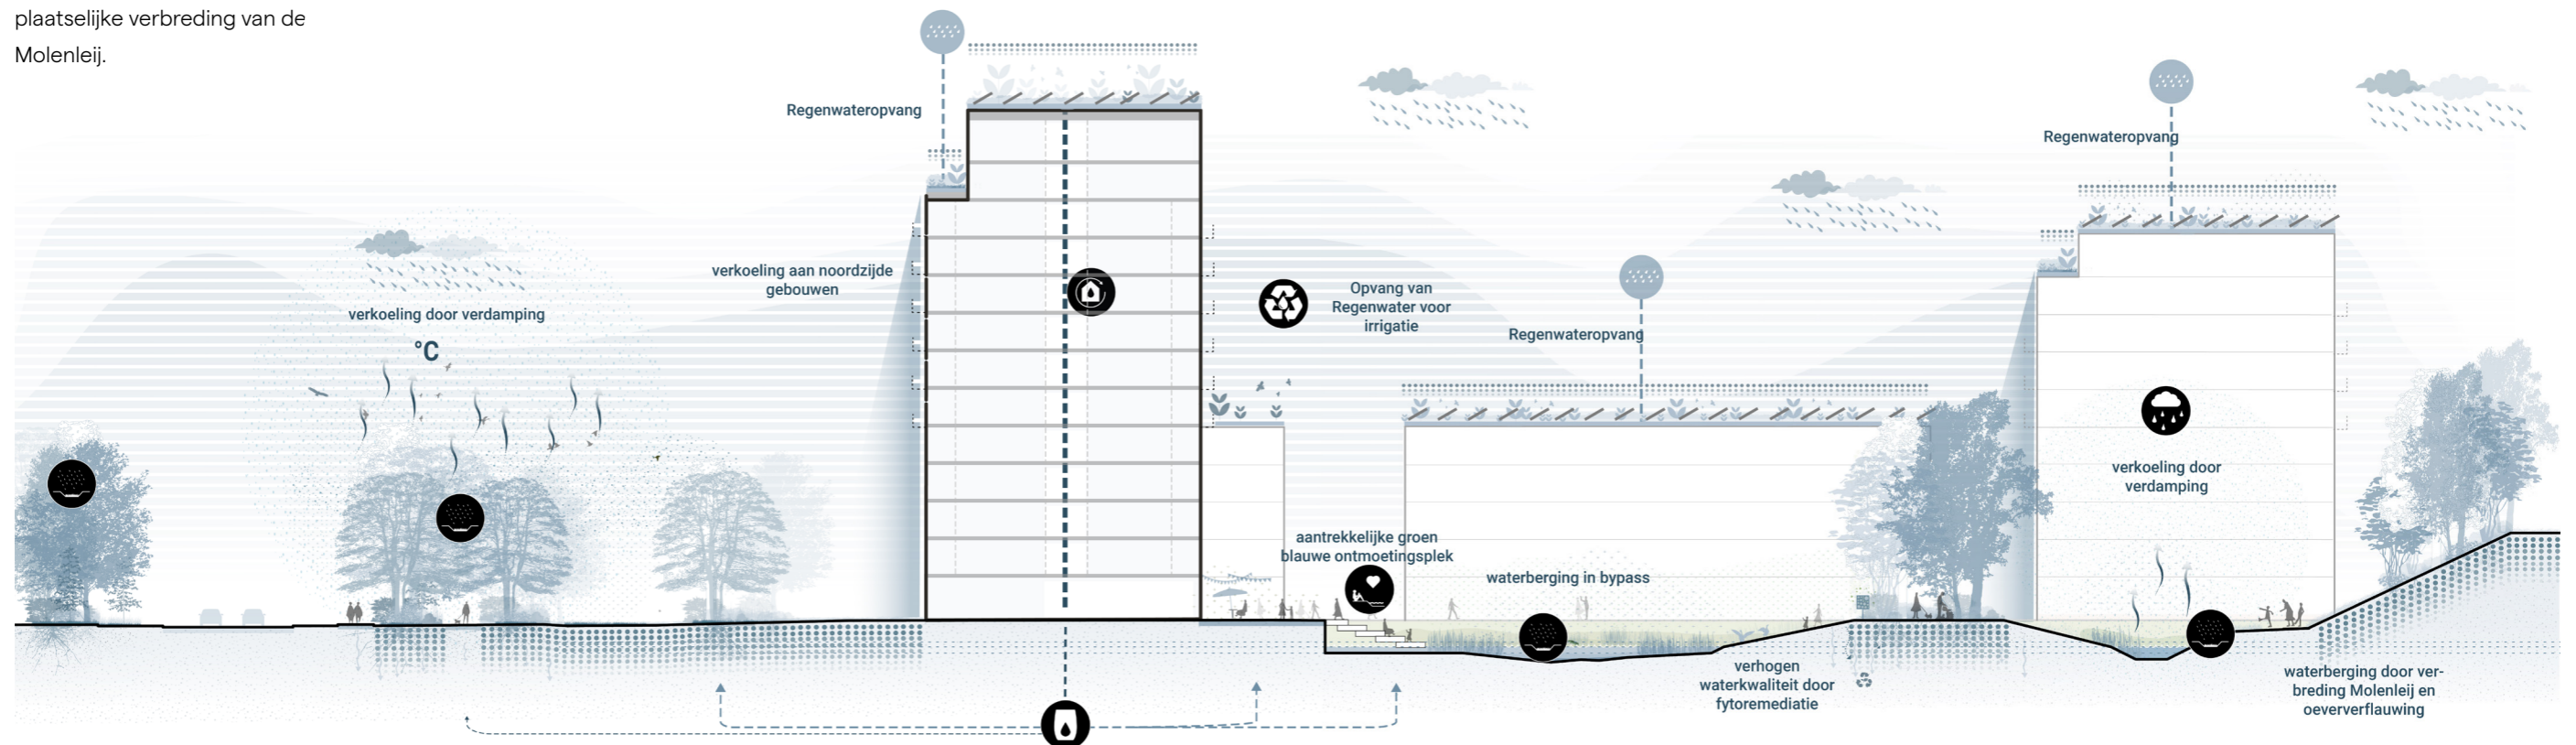 plaatselijke verbreding van de
Molenleij.
Regenwateropvang
Regenwateropvang
verkoeling aan noordzijde
gebouwen
Opvang van
Regenwater voor
irrigatie
verkoeling door verdamping
°C
Regenwateropvang
verkoeling door
verdamping
aantrekkelijke groen
blauwe ontmoetingsplek
waterberging in bypass
verhogen
waterkwaliteit door
fytoremediatie
waterberging door ver-
breding Molenleij en
oeververflauwing